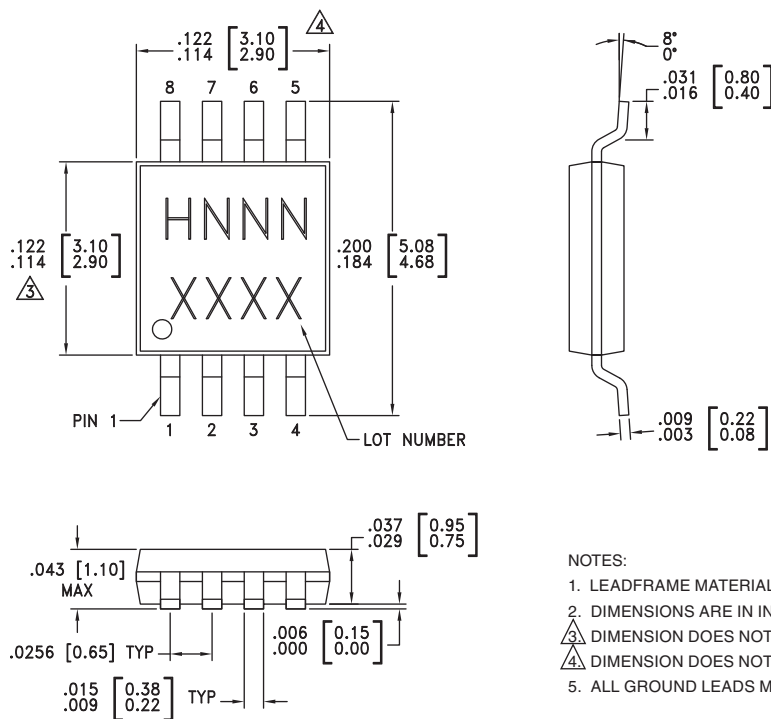 4
.122 [3.10]
.114 [2.90]
8 7 6 5
8°
0°
.031 [0.80]
.016 [0.40]
HNNN
XXXX
.122 [3.10]
.114 [2.90]
3
.200 [5.08]
.184 [4.68]
PIN 1
1 2 3 4
LOT NUMBER
.009 [0.22]
.003 [0.08]
.037 [0.95]
.029 [0.75]
.043 [1.10]
MAX
.0256 [0.65] TYP
.006 [0.15]
.000 [0.00]
.015 [0.38]
.009 [0.22]
TYP
NOTES:
1. LEADFRAME MATERIAL
2. DIMENSIONS ARE IN IN
3. DIMENSION DOES NOT
4. DIMENSION DOES NOT
5. ALL GROUND LEADS M